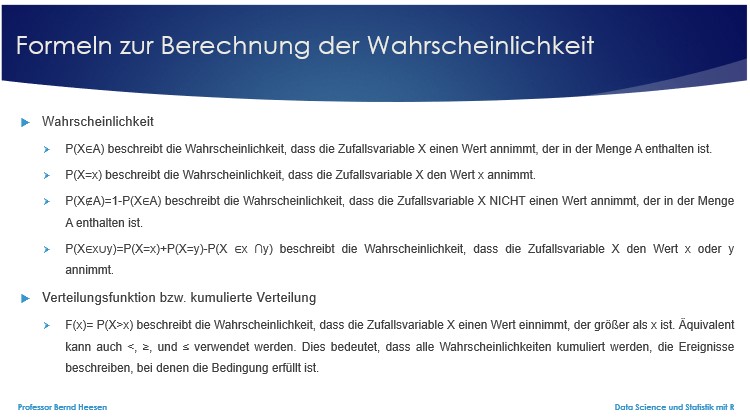 Formeln zur Berechnung der Wahrscheinlichkeit
Wahrscheinlichkeit
P(X∈A) beschreibt die Wahrscheinlichkeit, dass die Zufallsvariable X einen Wert annimmt, der in der Menge A enthalten ist.
P(X=x) beschreibt die Wahrscheinlichkeit, dass die Zufallsvariable X den Wert x annimmt.
P(X∉A)=1-P(X∈A) beschreibt die Wahrscheinlichkeit, dass die Zufallsvariable X NICHT einen Wert annimmt, der in der Menge
A enthalten ist.
P(X∈x∪y)=P(X=x)+P(X=y)-P(X ∈x ∩y) beschreibt die Wahrscheinlichkeit, dass die Zufallsvariable X den Wert x oder y
annimmt.
Verteilungsfunktion bzw. kumulierte Verteilung
F(x)= P(X>x) beschreibt die Wahrscheinlichkeit, dass die Zufallsvariable X einen Wert einnimmt, der größer als x ist. Äquivalent
kann auch <, ≥, und ≤ verwendet werden. Dies bedeutet, dass alle Wahrscheinlichkeiten kumuliert werden, die Ereignisse
beschreiben, bei denen die Bedingung erfüllt ist.
Professor Bernd Heesen
Data Science und Statistik mit R